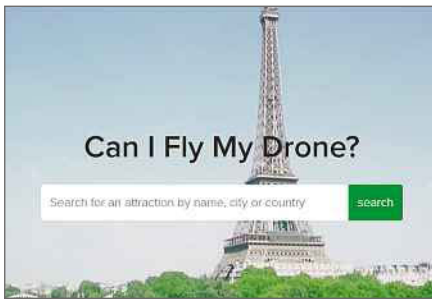 Can I Fly My Drone?
Search for an attraction by name, city or country
search